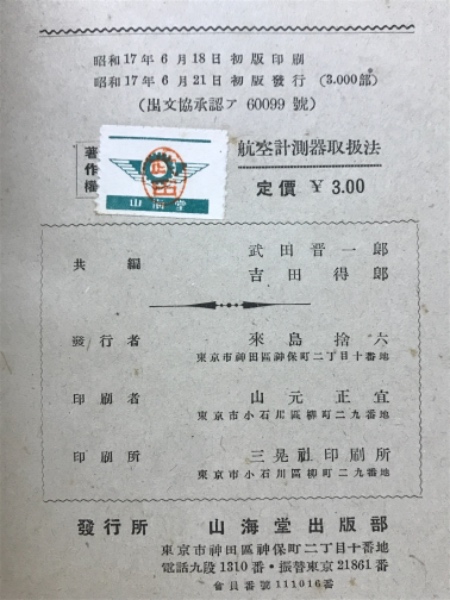 昭和17年6月18日初版印刷
昭和17年6月21日初版發行（3.000部）
（出文協承認ア 60099 號）
著作權
山海堂
航空計測器取扱法
定價 ￥3.00
共編
武田晋一郎
吉田得郎
發行者 來島捨六
東京市神田區神保町二丁目十番地
印刷者 山元正宜
東京市小石川區柳町二九番地
印刷所 三晃社印刷所
東京市小石川區柳町二九番地
發行所 山海堂出版部
東京市神田區神保町二丁目十番地
電話九段1310番・振替東京21861番
會員番號111016番